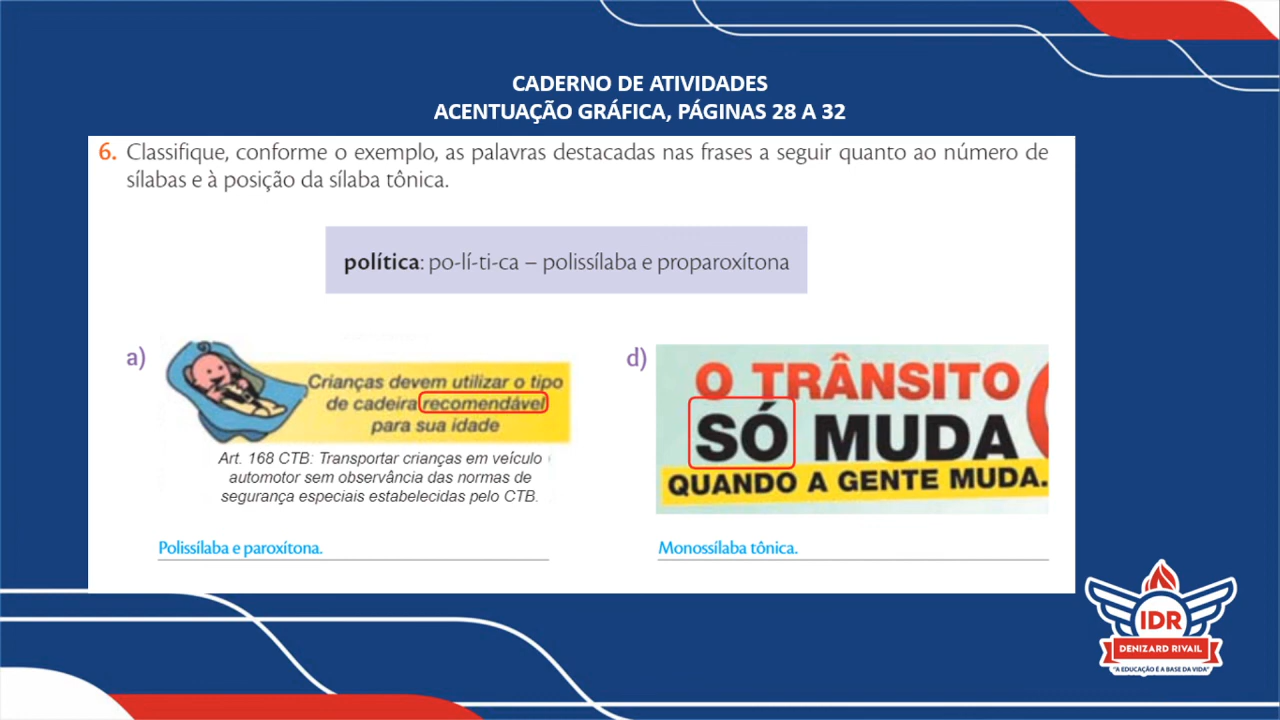 CADERNO DE ATIVIDADES
ACENTUAÇÃO GRÁFICA, PÁGINAS 28 A 32
6. Classifique, conforme o exemplo, as palavras destacadas nas frases a seguir quanto ao número de
sílabas e à posição da sílaba tônica.
política: po-lí-ti-ca – polissílaba e proparoxítona
a)
Crianças devem utilizar o tipo
de cadeira recomendável
para sua idade
Art. 168 CTB: Transportar crianças em veículo
automotor sem observância das normas de
segurança especiais estabelecidas pelo CTB.
Polissílaba e paroxítona.
d)
O TRÂNSITO
SÓ MUDA
QUANDO A GENTE MUDA.
Monossílaba tônica.
IDR
DENIZARD RIVAIL
"A EDUCAÇÃO É A BASE DA VIDA"